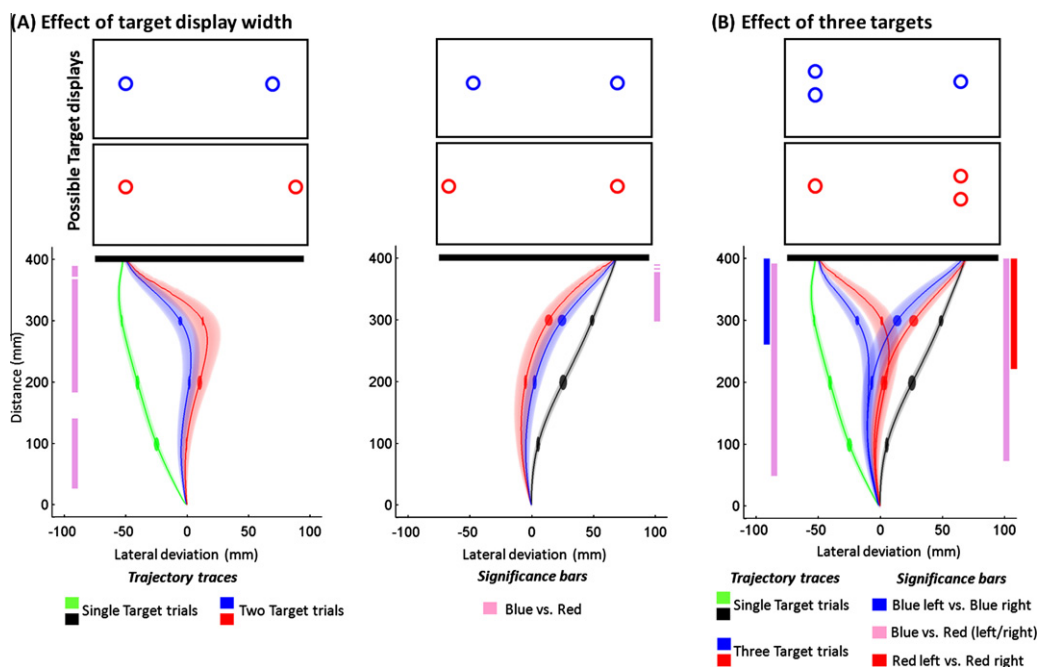 (A) Effect of target display width
(B) Effect of three targets
Possible Target displays
Distance (mm)
400
300
200
100
0
-100 -50 0 50 100
Lateral deviation (mm)
400
300
200
100
0
-100 -50 0 50 100
Lateral deviation (mm)
400
300
200
100
0
-100 -50 0 50 100
Lateral deviation (mm)
Trajectory traces
Single Target trials
Two Target trials
Significance bars
Blue vs. Red
Trajectory traces
Single Target trials
Three Target trials
Significance bars
Blue left vs. Blue right
Blue vs. Red (left/right)
Red left vs. Red right